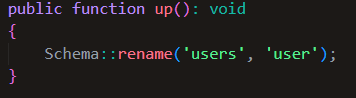 public function up(): void
{
    Schema::rename('users', 'user');
}